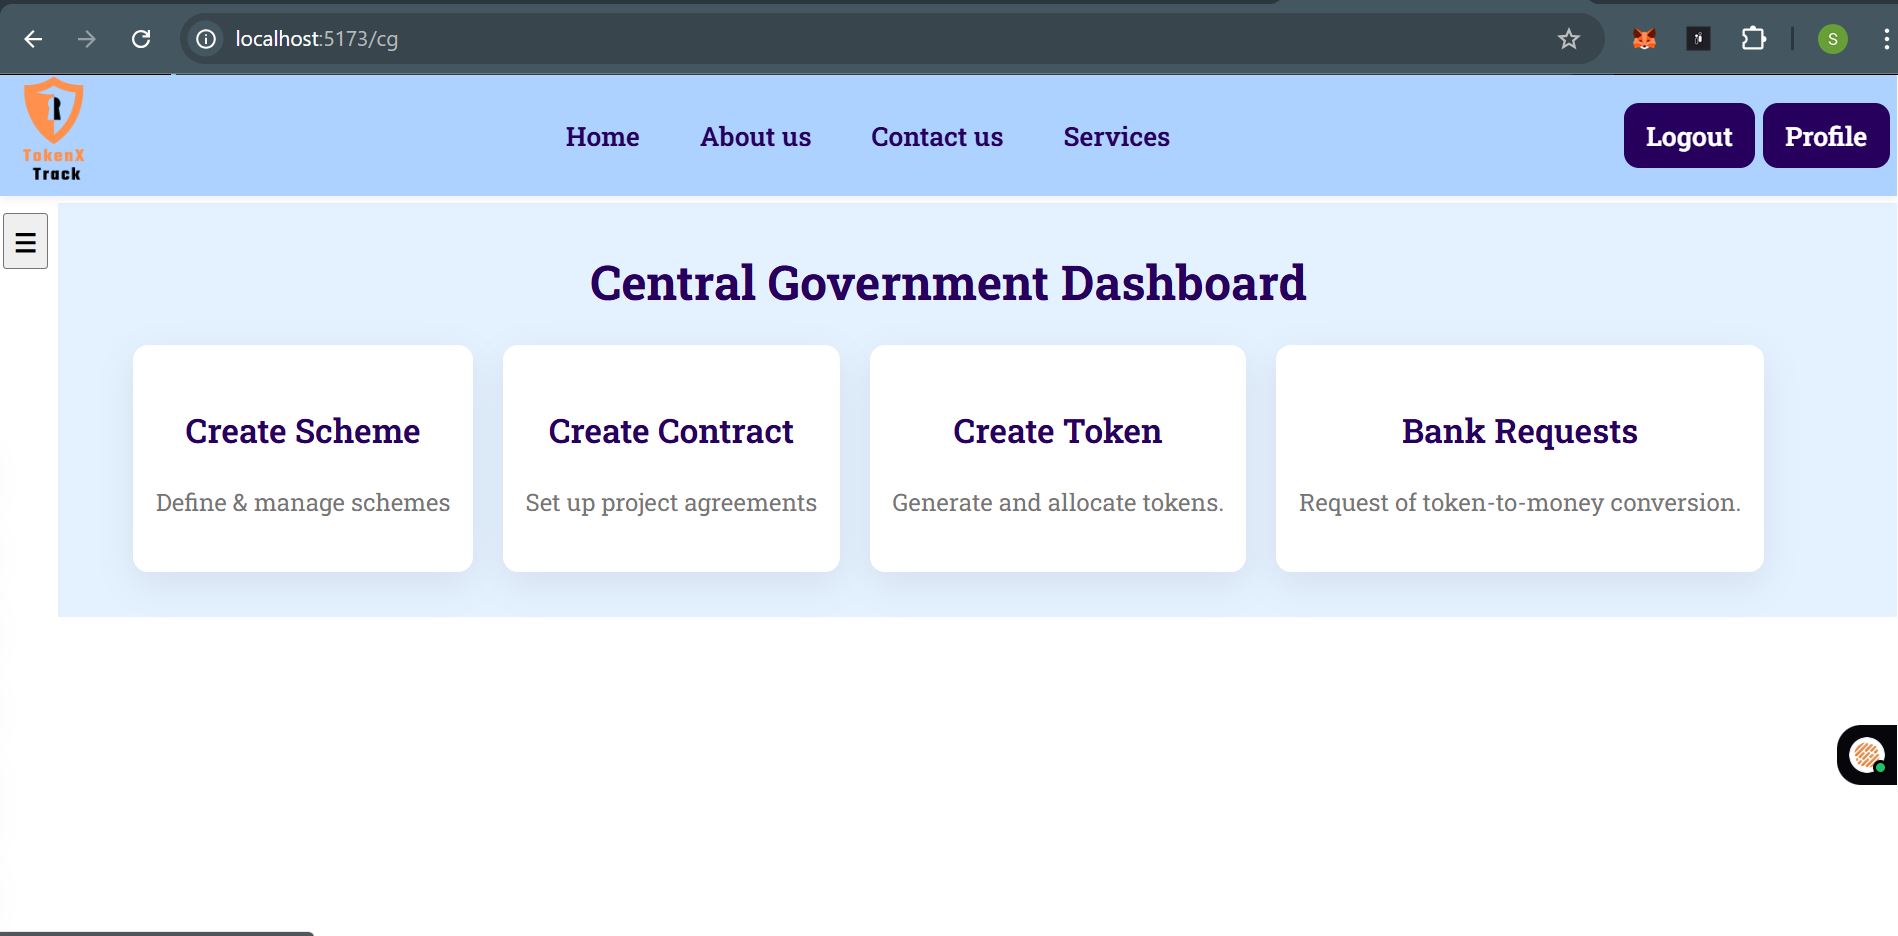 localhost:5173/cg
S
TokenX
Track
Home
About us
Contact us
Services
Logout
Profile
☰
Central Government Dashboard
Create Scheme
Define & manage schemes
Create Contract
Set up project agreements
Create Token
Generate and allocate tokens.
Bank Requests
Request of token-to-money conversion.